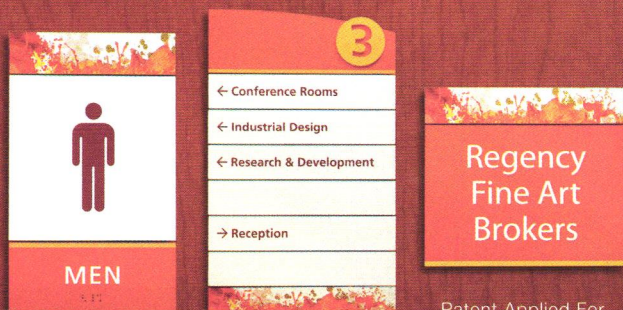 MEN
3
← Conference Rooms
← Industrial Design
← Research & Development
→ Reception
Regency
Fine Art
Brokers
Patent Applied For